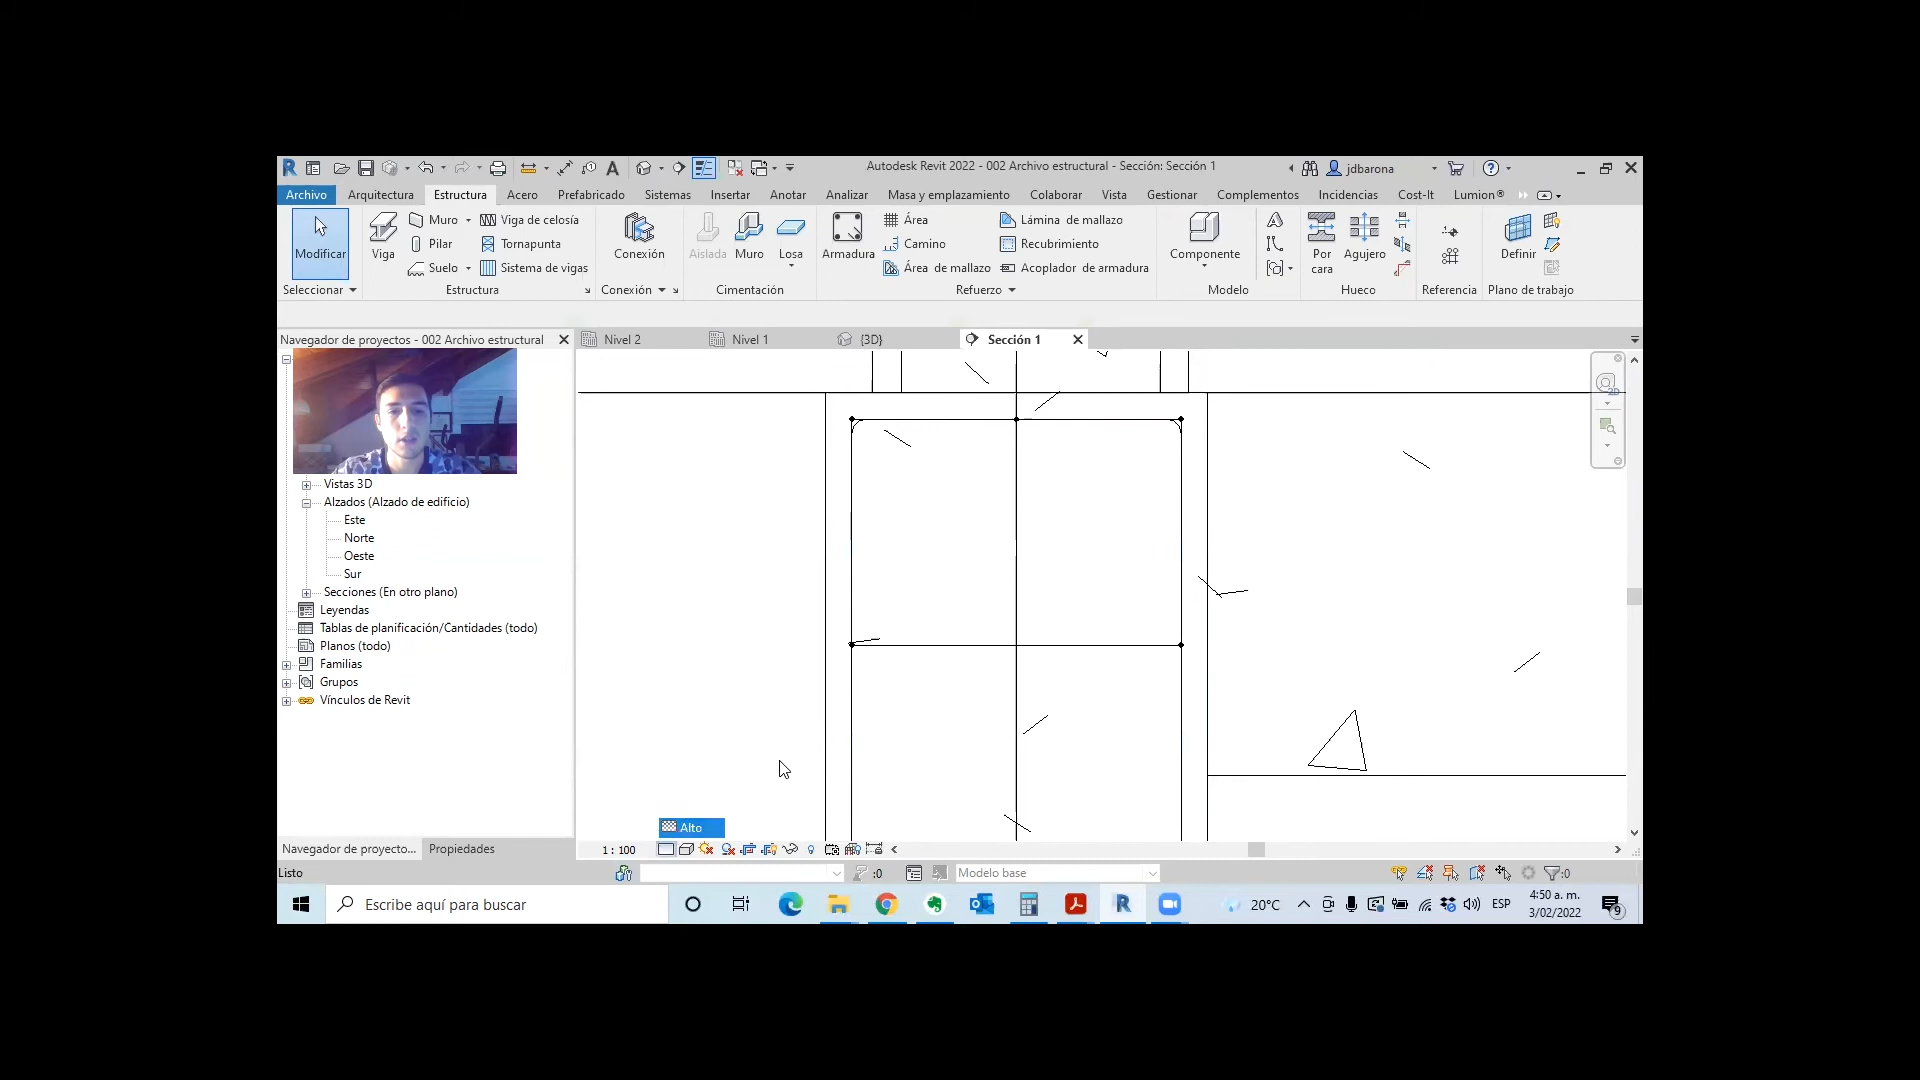 Autodesk Revit 2022 - 002 Archivo estructural - Sección: Sección 1
jdbarona
Archivo Arquitectura Estructura Acero Prefabricado Sistemas Insertar Anotar Analizar Masa y emplazamiento Colaborar Vista Gestionar Complementos Incidencias Cost-It Lumion®
Modificar
Viga
Muro
Pilar
Suelo
Viga de celosía
Tornapunta
Sistema de vigas
Conexión
Aislada
Muro
Losa
Armadura
Área
Camino
Área de mallazo
Lámina de mallazo
Recubrimiento
Acoplador de armadura
Componente
Por cara
Agujero
Definir
Seleccionar Estructura Conexión Cimentación Refuerzo Modelo Hueco Referencia Plano de trabajo
Navegador de proyectos - 002 Archivo estructural
Nivel 2 Nivel 1 {3D} Sección 1
2D
Vistas 3D
Alzados (Alzado de edificio)
Este
Norte
Oeste
Sur
Secciones (En otro plano)
Leyendas
Tablas de planificación/Cantidades (todo)
Planos (todo)
Familias
Grupos
Vínculos de Revit
Alto
Navegador de proyecto... Propiedades
1 : 100
Listo
:0
Modelo base
:0
Escribe aquí para buscar
20°C
ESP
4:50 a. m.
3/02/2022
9